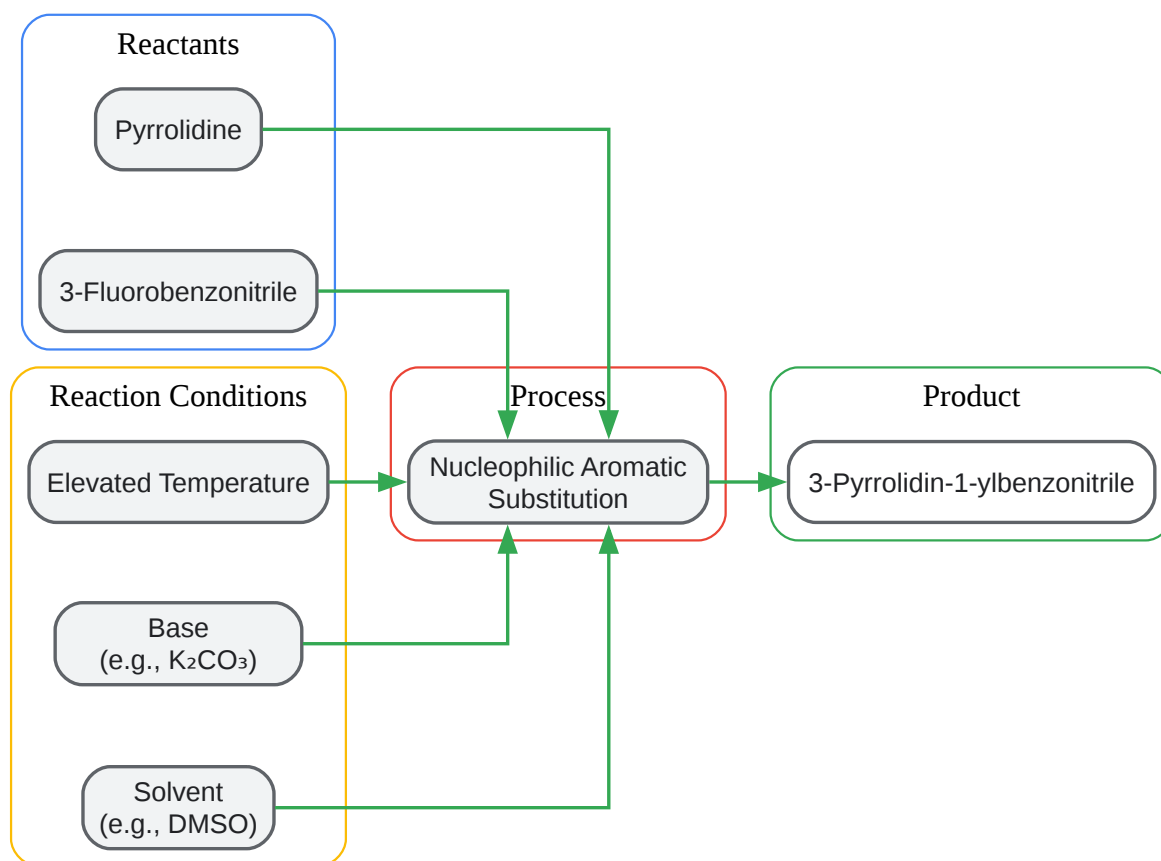 Reactants
Pyrrolidine
3-Fluorobenzonitrile
Reaction Conditions
Elevated Temperature
Base
(e.g., K₂CO₃)
Solvent
(e.g., DMSO)
Process
Nucleophilic Aromatic
Substitution
Product
3-Pyrrolidin-1-ylbenzonitrile